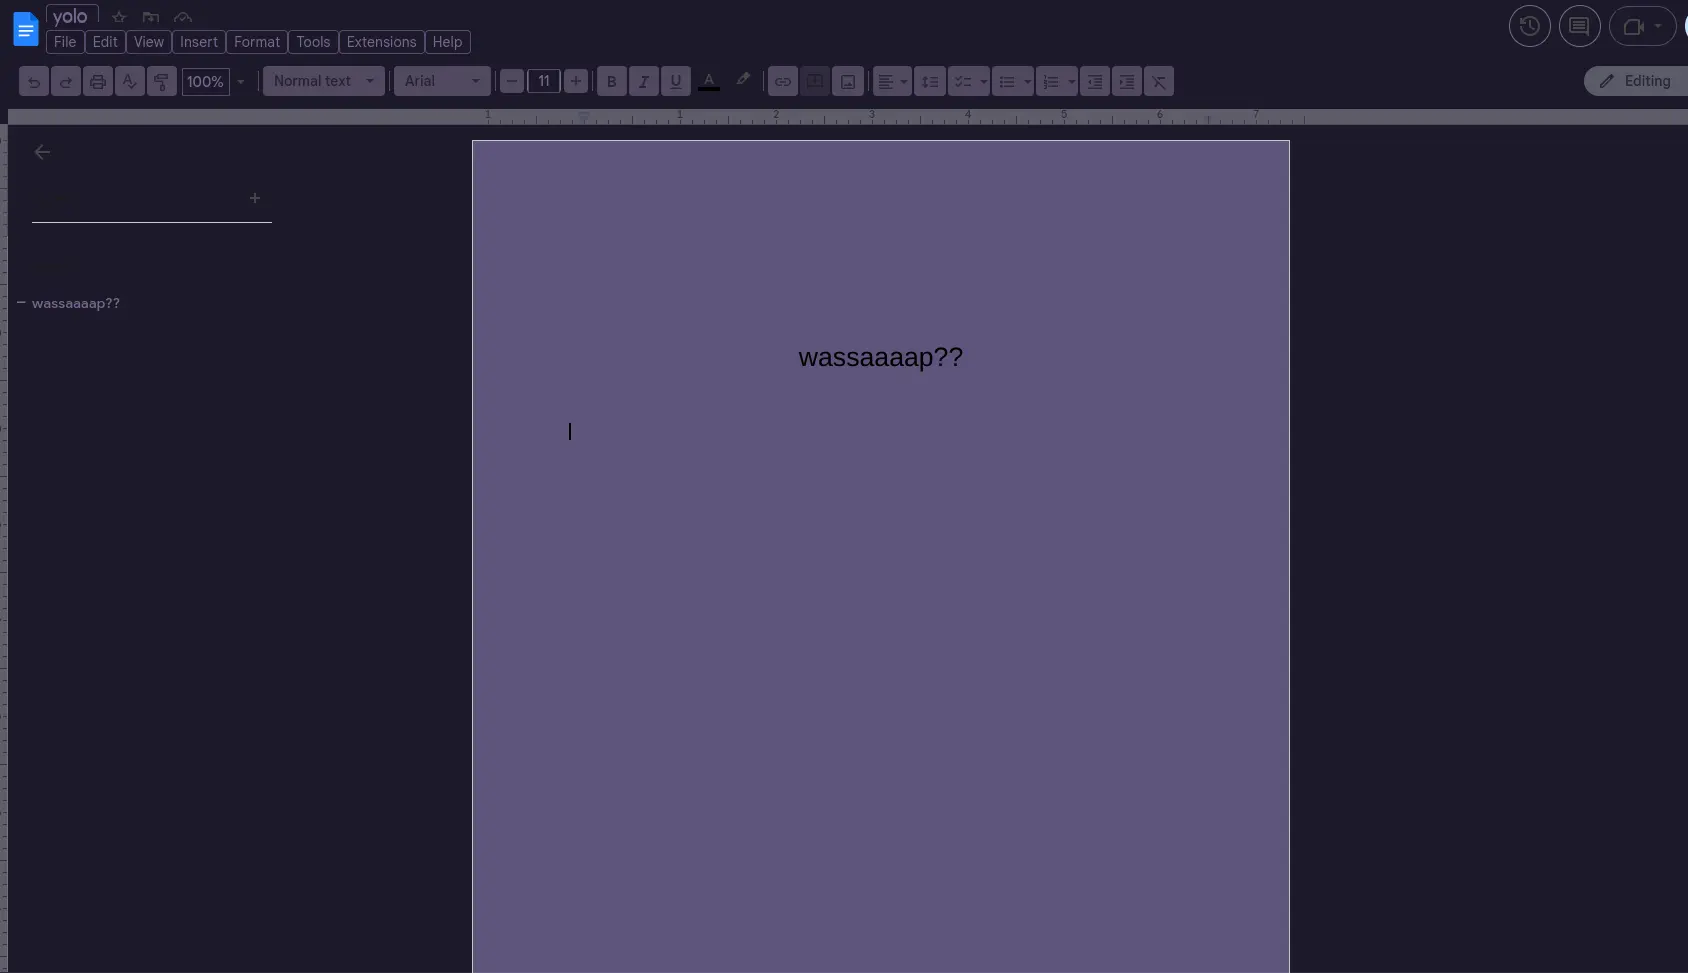 yolo
File Edit View Insert Format Tools Extensions Help
100% Normal text Arial 11 B I U A Editing
1 1 2 3 4 5 6 7
wassaaaap??
wassaaaap??